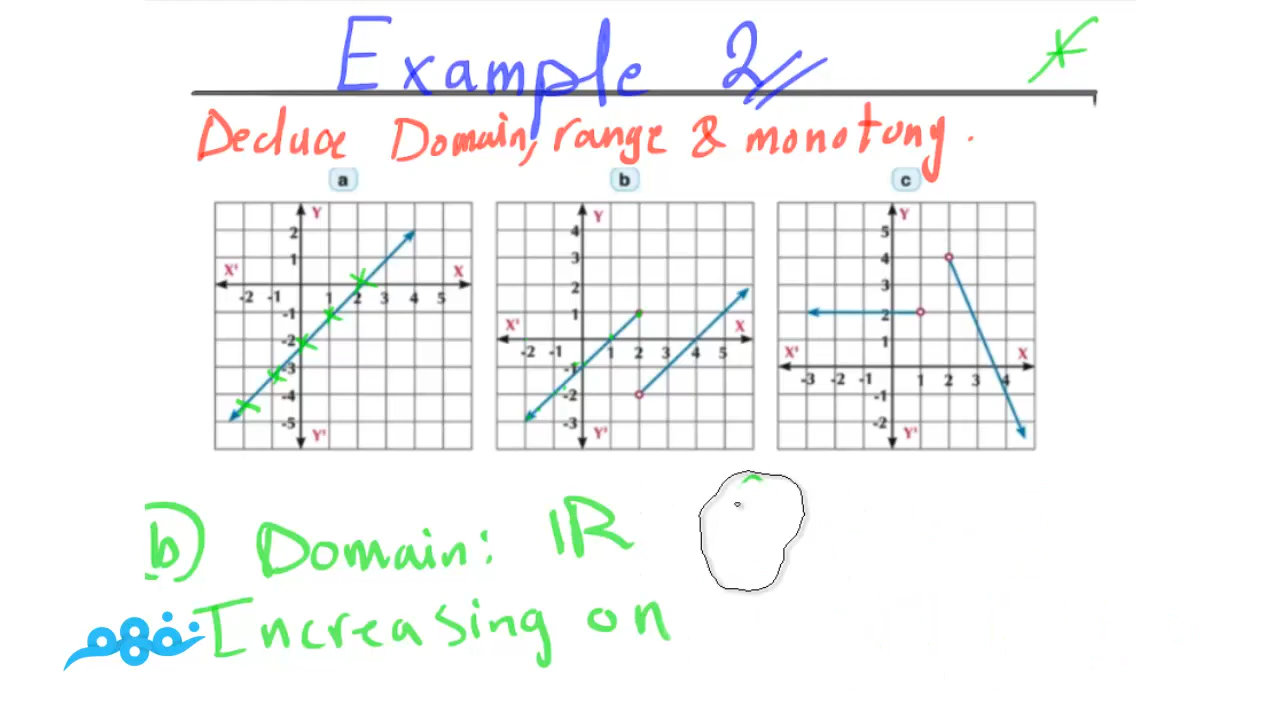 Example 2
Deduce Domain, range & monotony.
a
b
c
Y
2
1
X'
X
-2 -1 1 2 3 4 5
-1
-2
-3
-4
-5
Y'
Y
4
3
2
1
X'
X
-2 -1 1 2 3 4 5
-1
-2
-3
Y'
Y
5
4
3
2
1
X'
X
-3 -2 -1 1 2 3 4
-1
-2
Y'
b) Domain: ℝ
Increasing on
نفهم